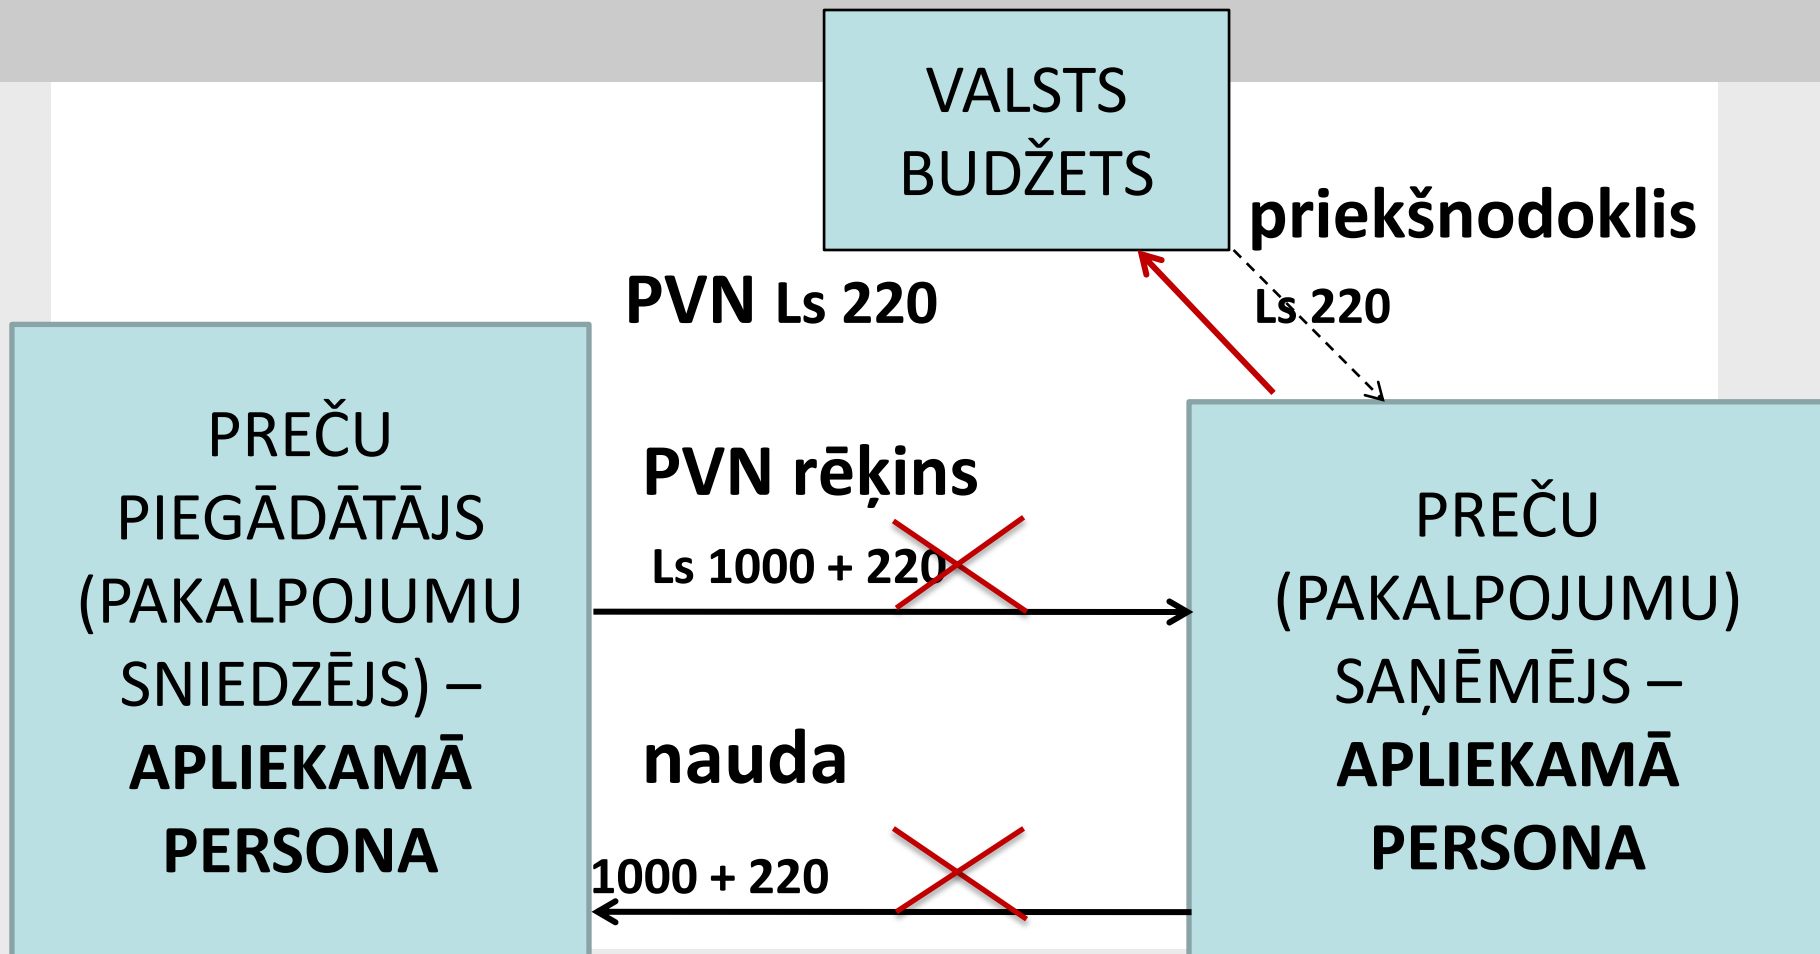 VALSTS
BUDŽETS
priekšnodoklis
PVN Ls 220
Ls 220
PREČU
PIEGĀDĀTĀJS
(PAKALPOJUMU
SNIEDZĒJS) –
APLIEKAMĀ
PERSONA
PVN rēķins
Ls 1000 + 220
nauda
1000 + 220
PREČU
(PAKALPOJUMU)
SAŅĒMĒJS –
APLIEKAMĀ
PERSONA